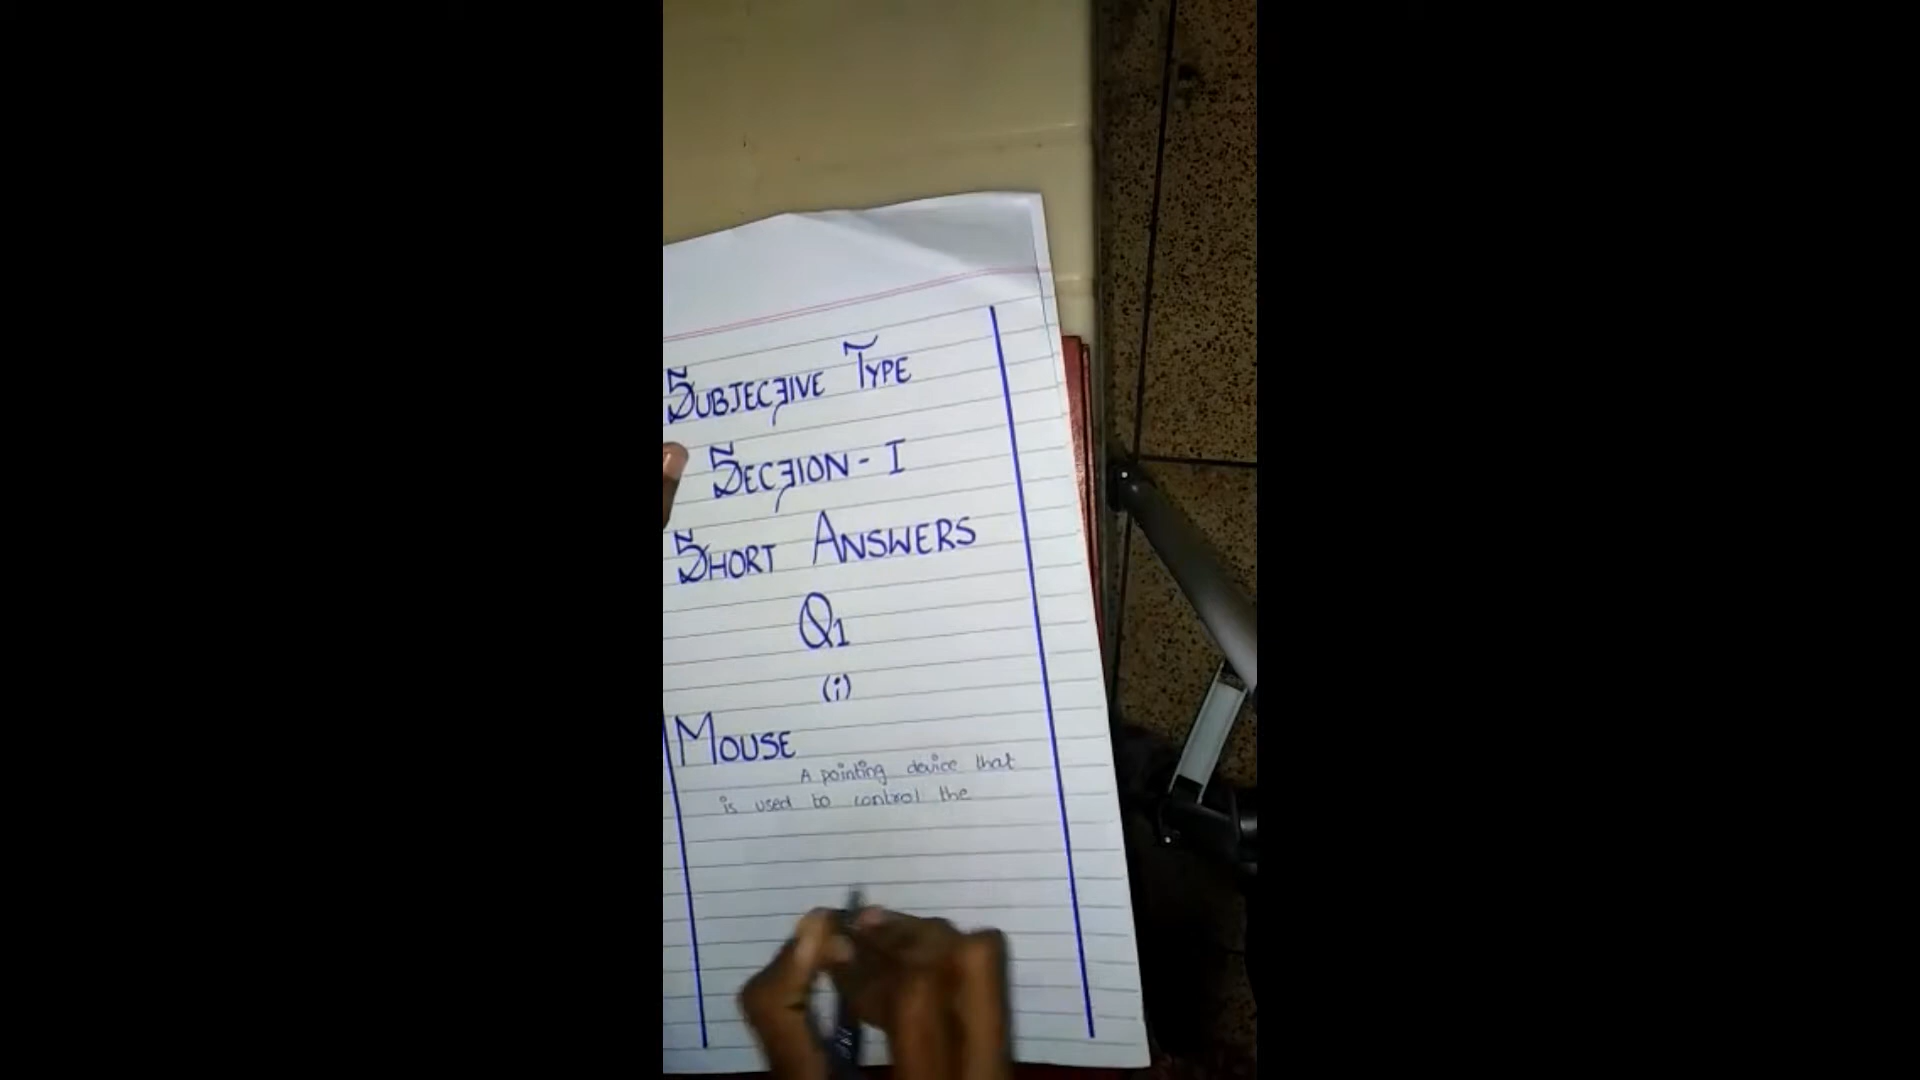 SUBJECTIVE TYPE
SECTION - I
SHORT ANSWERS
Q1
(i)
MOUSE
A pointing device that
is used to control the